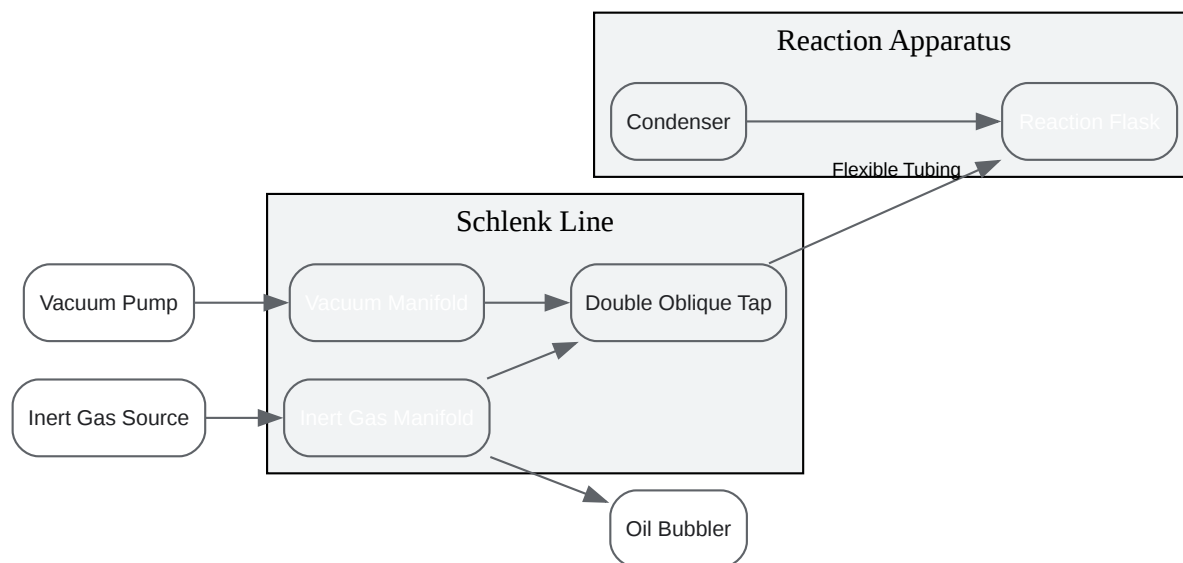 Reaction Apparatus
Condenser
Reaction Flask
Flexible Tubing
Schlenk Line
Vacuum Pump
Vacuum Manifold
Double Oblique Tap
Inert Gas Source
Inert Gas Manifold
Oil Bubbler